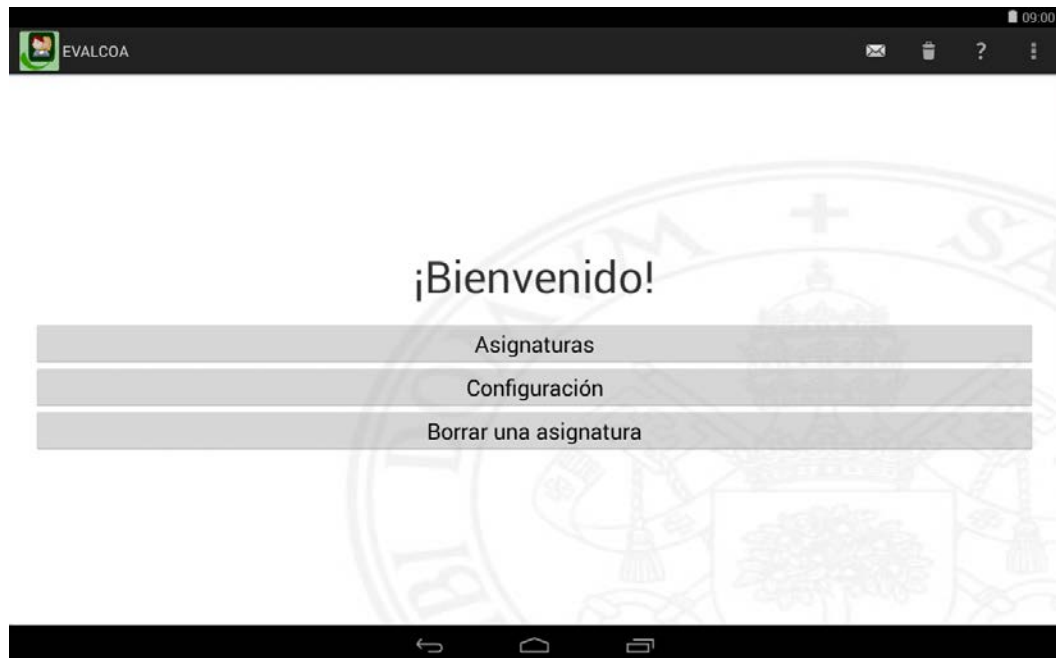 09:00
EVALCOA
?
¡Bienvenido!
Asignaturas
Configuración
Borrar una asignatura